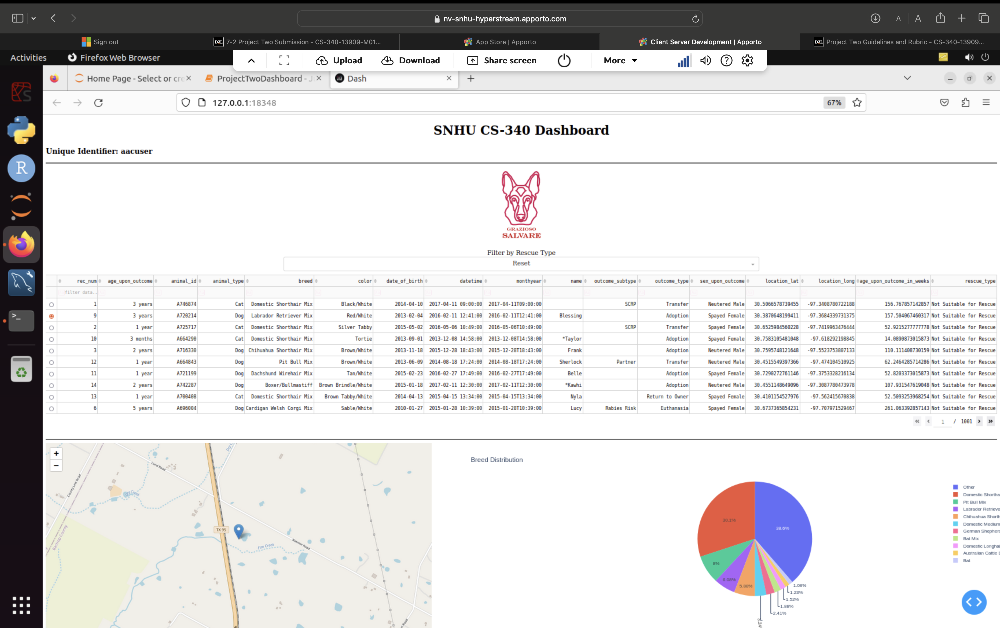 nv-snhu-hyperstream.apporto.com
A A
Sign out
D2L 7-2 Project Two Submission - CS-340-13909-M01...
App Store | Apporto
Client Server Development | Apporto
D2L Project Two Guidelines and Rubric - CS-340-13909...
Activities Firefox Web Browser
Upload Download Share screen More
Home Page - Select or cre
ProjectTwoDashboard - J
Dash
127.0.0.1:18348 67%
SNHU CS-340 Dashboard
Unique Identifier: aacuser
GRAZIOSO
SALVARE
Filter by Rescue Type
Reset
rec_num age_upon_outcome animal_id animal_type breed color date_of_birth datetime monthyear name outcome_subtype outcome_type sex_upon_outcome location_lat location_long age_upon_outcome_in_weeks rescue_type
filter data..
1 3 years A746874 Cat Domestic Shorthair Mix Black/White 2014-04-10 2017-04-11 09:00:00 2017-04-11T09:00:00 SCRP Transfer Neutered Male 30.5066578739455 -97.3408780722188 156.767857142857 Not Suitable for Rescue
9 3 years A720214 Dog Labrador Retriever Mix Red/White 2013-02-04 2016-02-11 12:41:00 2016-02-11T12:41:00 Blessing Adoption Spayed Female 30.3870648199411 -97.3684339731375 157.504067460317 Not Suitable for Rescue
2 1 year A725717 Cat Domestic Shorthair Mix Silver Tabby 2015-05-02 2016-05-06 10:49:00 2016-05-06T10:49:00 SCRP Transfer Spayed Female 30.6525984560228 -97.7419963476444 52.9215277777778 Not Suitable for Rescue
10 3 months A664290 Cat Domestic Shorthair Mix Tortie 2013-09-01 2013-12-08 14:58:00 2013-12-08T14:58:00 *Taylor Adoption Spayed Female 30.7583105481048 -97.618292198845 14.0890873015873 Not Suitable for Rescue
3 2 years A716330 Dog Chihuahua Shorthair Mix Brown/White 2013-11-18 2015-12-28 18:43:00 2015-12-28T18:43:00 Frank Adoption Neutered Male 30.7595748121648 -97.5523753807133 110.111408730159 Not Suitable for Rescue
12 1 year A664843 Dog Pit Bull Mix Brown/White 2013-06-09 2014-08-18 17:24:00 2014-08-18T17:24:00 Sherlock Partner Transfer Neutered Male 30.4515549397366 -97.474104510925 62.2464285714286 Not Suitable for Rescue
11 1 year A721199 Dog Dachshund Wirehair Mix Tan/White 2015-02-23 2016-02-27 17:49:00 2016-02-27T17:49:00 Belle Adoption Spayed Female 30.7290272761146 -97.3753328216134 52.8203373015873 Not Suitable for Rescue
14 2 years A742287 Dog Boxer/Bullmastiff Brown Brindle/White 2015-01-18 2017-02-11 12:30:00 2017-02-11T12:30:00 *Kawhi Adoption Neutered Male 30.4551148649096 -97.3087780473978 107.931547619048 Not Suitable for Rescue
13 1 year A700408 Cat Domestic Shorthair Mix Brown Tabby/White 2014-04-13 2015-04-15 13:34:00 2015-04-15T13:34:00 Nyla Return to Owner Spayed Female 30.4101154527976 -97.562415670838 52.5093253968254 Not Suitable for Rescue
6 5 years A696004 Dog Cardigan Welsh Corgi Mix Sable/White 2010-01-27 2015-01-28 10:39:00 2015-01-28T10:39:00 Lucy Rabies Risk Euthanasia Spayed Female 30.6737365854231 -97.707971529467 261.063392857143 Not Suitable for Rescue
« ‹ 1 / 1001 › »
+
−
County Line Road
Bastrop County
Lund Road
Dry Creek
Dry C
TX 95
Elm Creek
Roemer Road
Road
Breed Distribution
38.6%
30.1%
8%
6.08%
5.88%
2.41%
1.88%
1.52%
1.23%
1.08%
Other
Domestic Shortha
Pit Bull Mix
Labrador Retrieve
Chihuahua Shorth
Domestic Medium
German Shepherd
Bat Mix
Domestic Longhai
Australian Cattle D
Bat